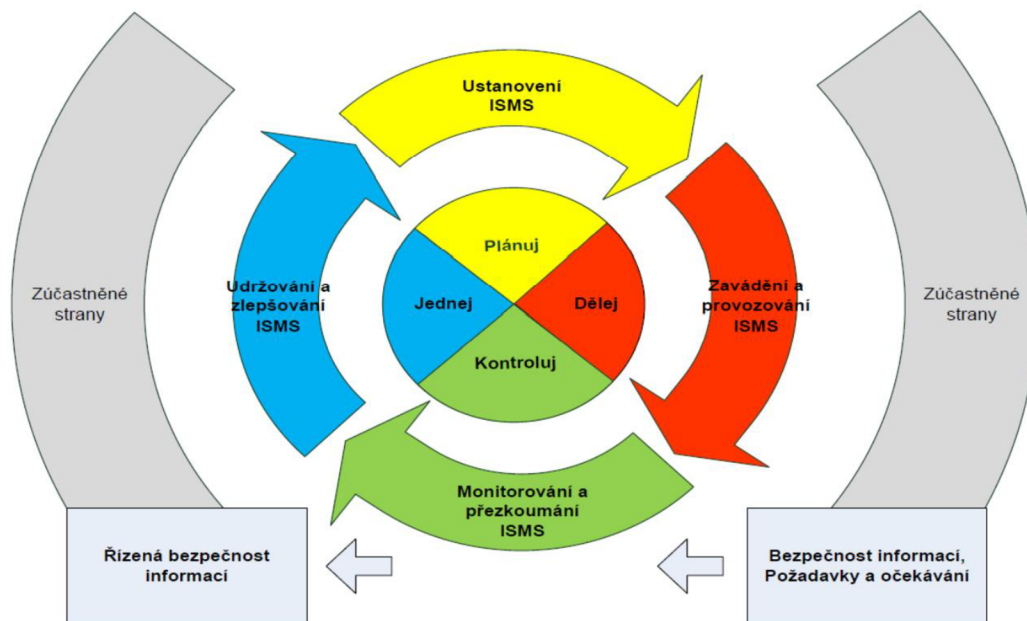 Ustanovení
ISMS
Plánuj
Zúčastněné
strany
Udržování a
zlepšování
ISMS
Jednej
Dělej
Zavádění a
provozování
ISMS
Zúčastněné
strany
Kontroluj
Monitorování a
přezkoumání
ISMS
Řízená bezpečnost
informací
Bezpečnost informací,
Požadavky a očekávání